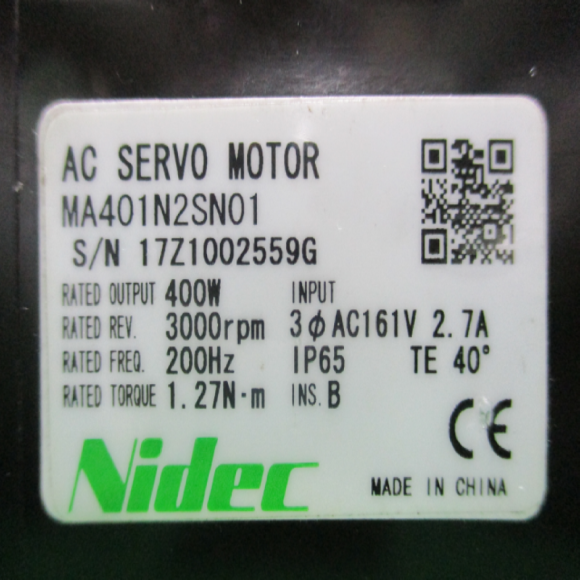 AC SERVO MOTOR
MA401N2SN01
S/N 17Z1002559G
RATED OUTPUT 400W INPUT
RATED REV. 3000rpm 3ϕAC161V 2.7A
RATED FREQ. 200Hz IP65 TE 40°
RATED TORQUE 1.27N·m INS. B
CE
Nidec
MADE IN CHINA